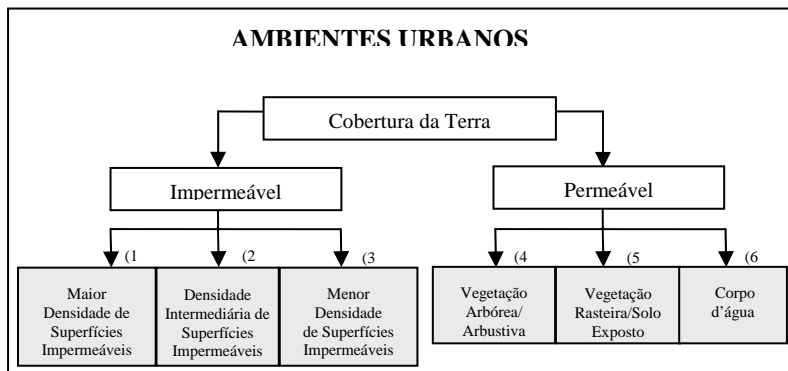 AMBIENTES URBANOS
Cobertura da Terra
Impermeável
Permeável
(1
(2
(3
(4
(5
(6
Maior
Densidade de
Superfícies
Impermeáveis
Densidade
Intermediária de
Superfícies
Impermeáveis
Menor
Densidade
de Superfícies
Impermeáveis
Vegetação
Arbórea/
Arbustiva
Vegetação
Rasteira/Solo
Exposto
Corpo
d'água